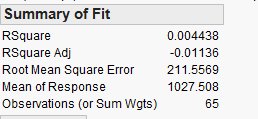 Summary of Fit
RSquare 0.004438
RSquare Adj -0.01136
Root Mean Square Error 211.5569
Mean of Response 1027.508
Observations (or Sum Wgts) 65